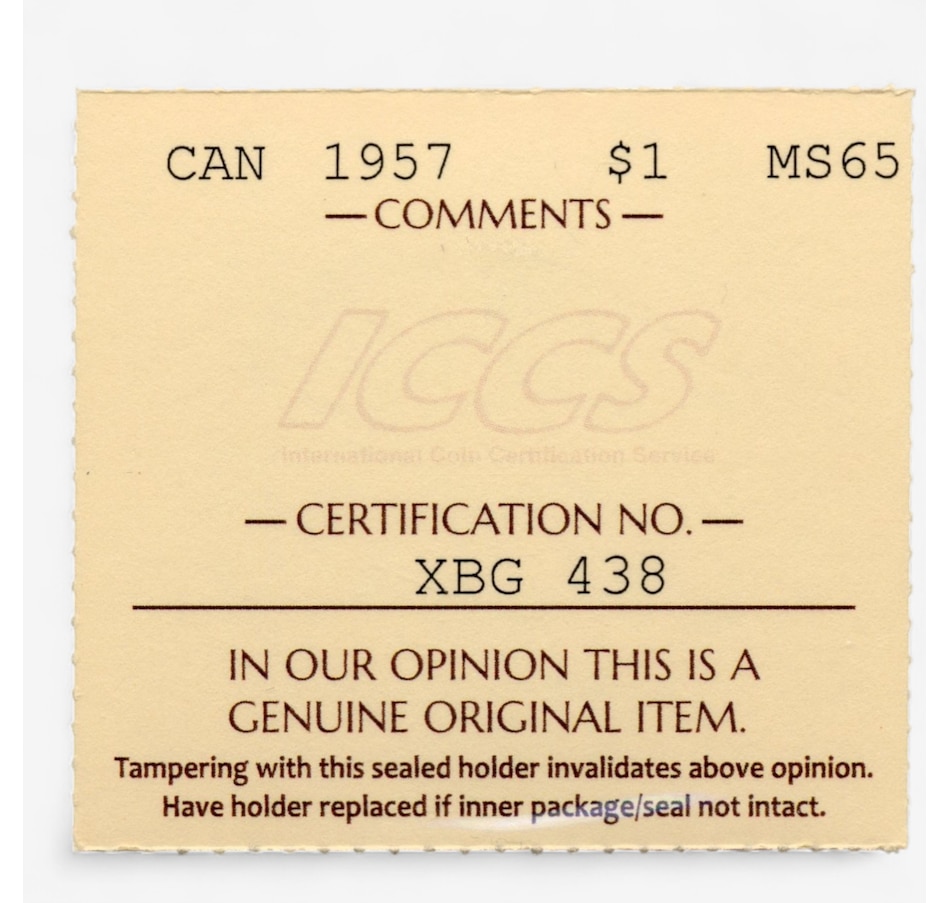 CAN 1957 $1 MS65
— COMMENTS —
ICCS
International Coin Certification Service
— CERTIFICATION NO. —
XBG 438
IN OUR OPINION THIS IS A
GENUINE ORIGINAL ITEM.
Tampering with this sealed holder invalidates above opinion.
Have holder replaced if inner package/seal not intact.